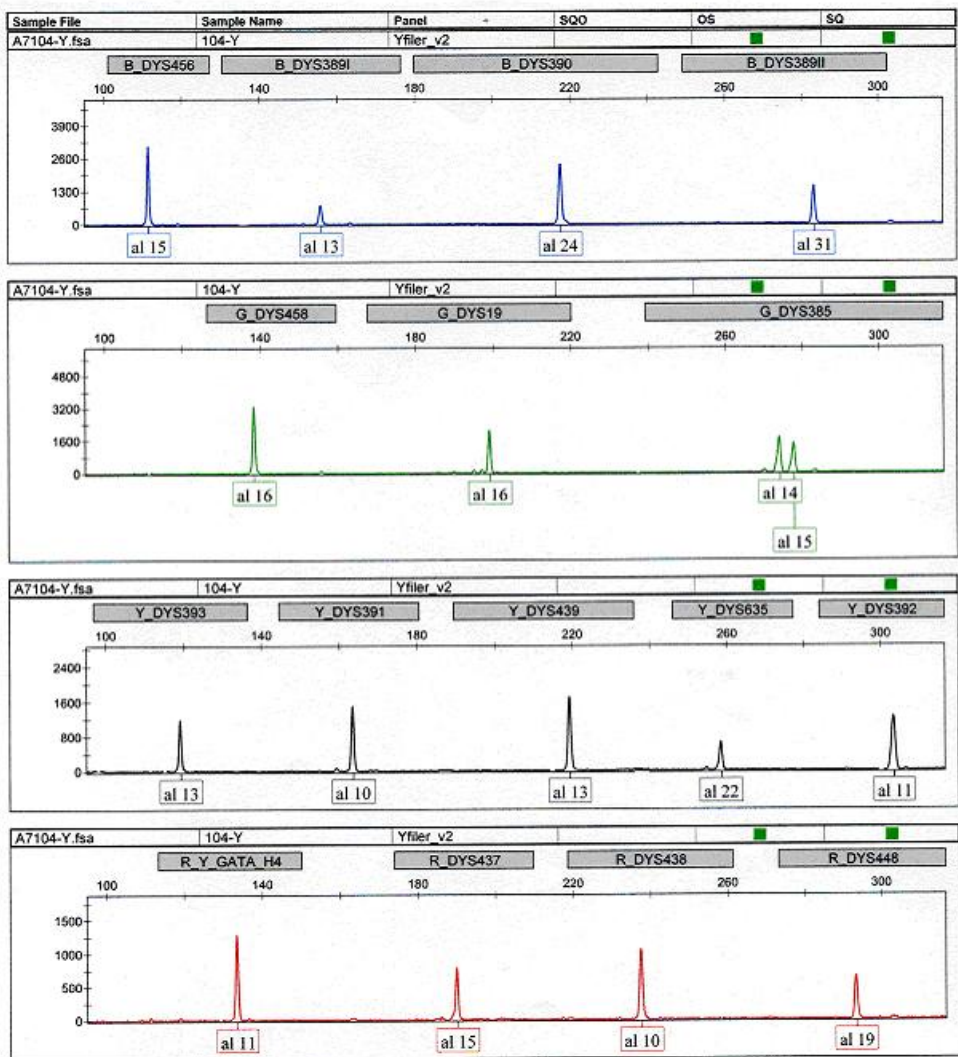 Sample File Sample Name Panel SQO OS SQ
A7104-Y.fsa 104-Y Yfiler_v2
B_DYS456 B_DYS389I B_DYS390 B_DYS389II
100 140 180 220 260 300
3900
2600
1300
0
al 15 al 13 al 24 al 31
A7104-Y.fsa 104-Y Yfiler_v2
G_DYS458 G_DYS19 G_DYS385
100 140 180 220 260 300
4800
3200
1600
0
al 16 al 16 al 14
al 15
A7104-Y.fsa 104-Y Yfiler_v2
Y_DYS393 Y_DYS391 Y_DYS439 Y_DYS635 Y_DYS392
100 140 180 220 260 300
2400
1600
800
0
al 13 al 10 al 13 al 22 al 11
A7104-Y.fsa 104-Y Yfiler_v2
R_Y_GATA_H4 R_DYS437 R_DYS438 R_DYS448
100 140 180 220 260 300
1500
1000
500
0
al 11 al 15 al 10 al 19